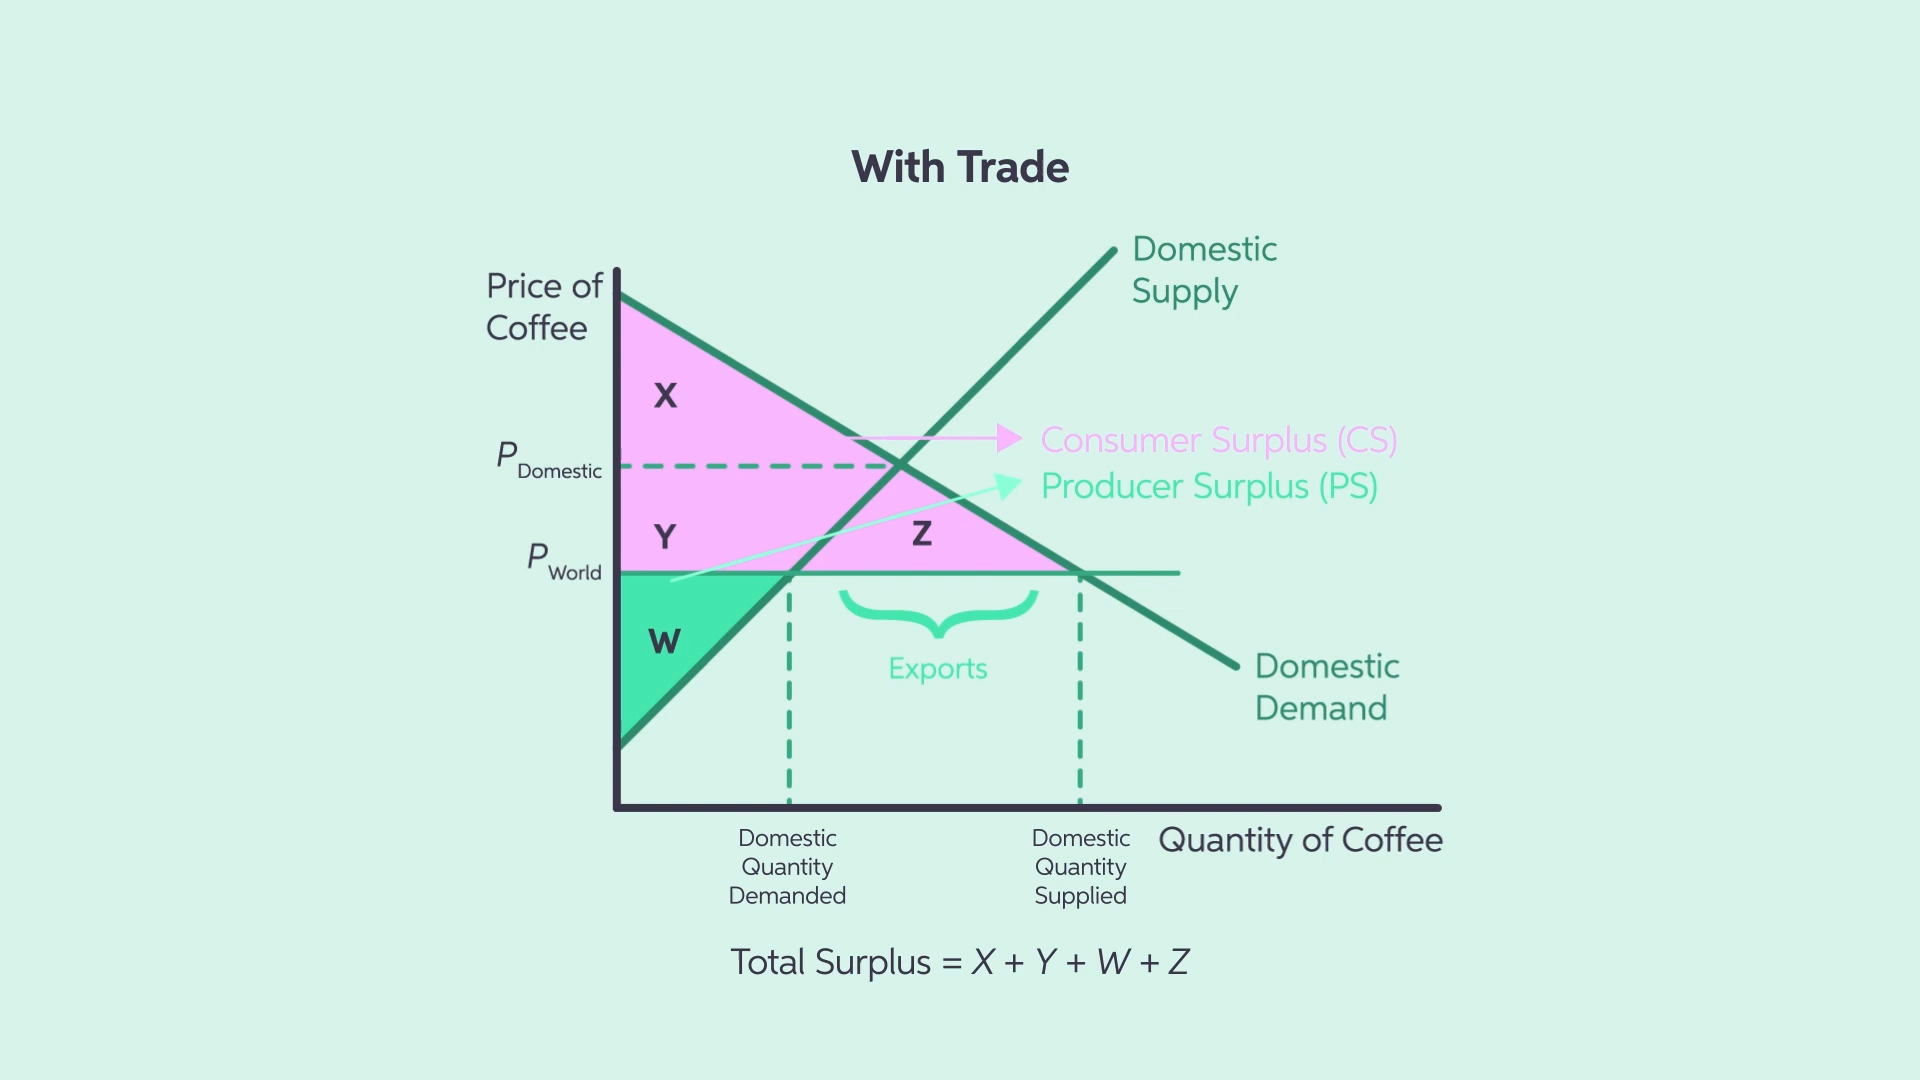 With Trade
Price of
Coffee
Domestic
Supply
X
Consumer Surplus (CS)
P Domestic
Producer Surplus (PS)
Y
Z
P World
W
Exports
Domestic
Demand
Domestic
Quantity
Demanded
Domestic
Quantity
Supplied
Quantity of Coffee
Total Surplus = X + Y + W + Z